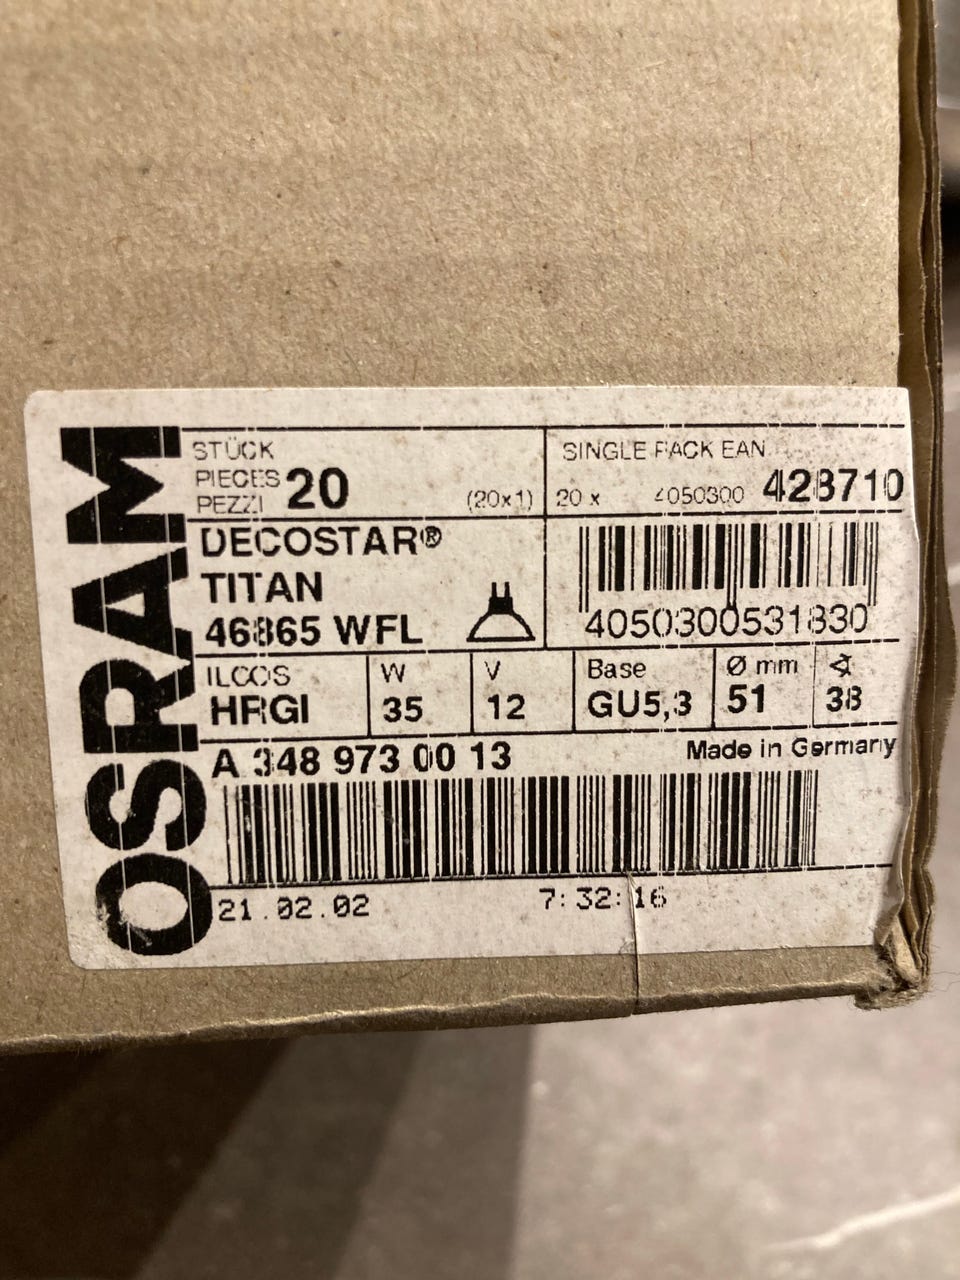 OSRAM
STÜCK
PIECES
PEZZI
20
(20x1)
SINGLE PACK EAN
20 x 4050300 428710
DECOSTAR®
TITAN
46865 WFL
4050300531830
ILCOS
HRGI
W
35
V
12
Base
GU5,3
Ø mm
51
∢
38
A 348 973 00 13
Made in Germany
21.02.02
7:32:16